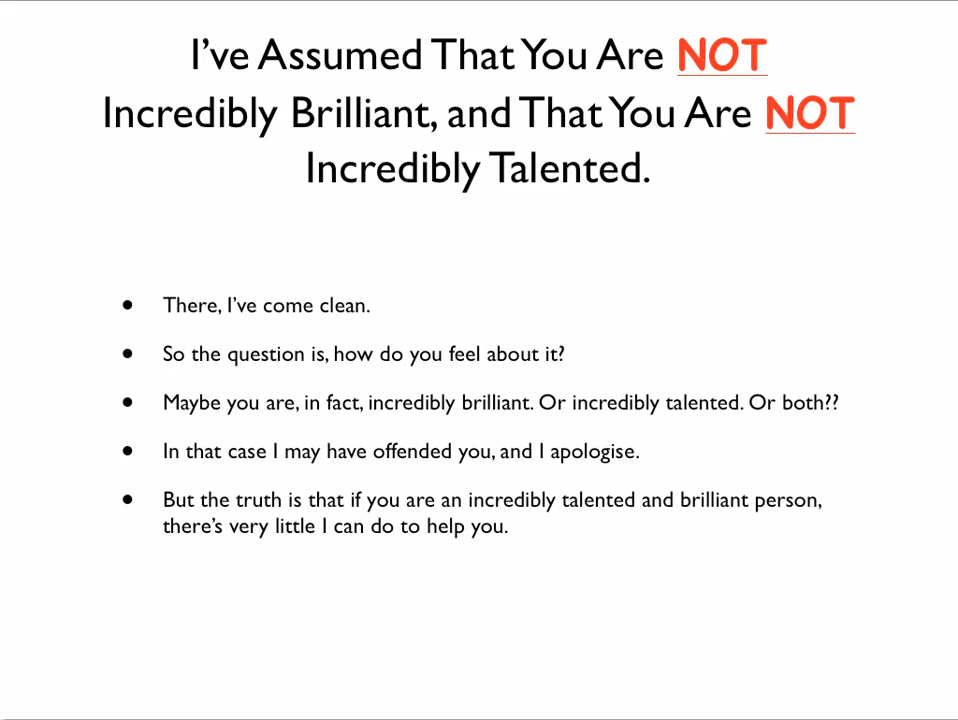 I’ve Assumed That You Are NOT
Incredibly Brilliant, and That You Are NOT
Incredibly Talented.
• There, I’ve come clean.
• So the question is, how do you feel about it?
• Maybe you are, in fact, incredibly brilliant. Or incredibly talented. Or both??
• In that case I may have offended you, and I apologise.
• But the truth is that if you are an incredibly talented and brilliant person,
there’s very little I can do to help you.